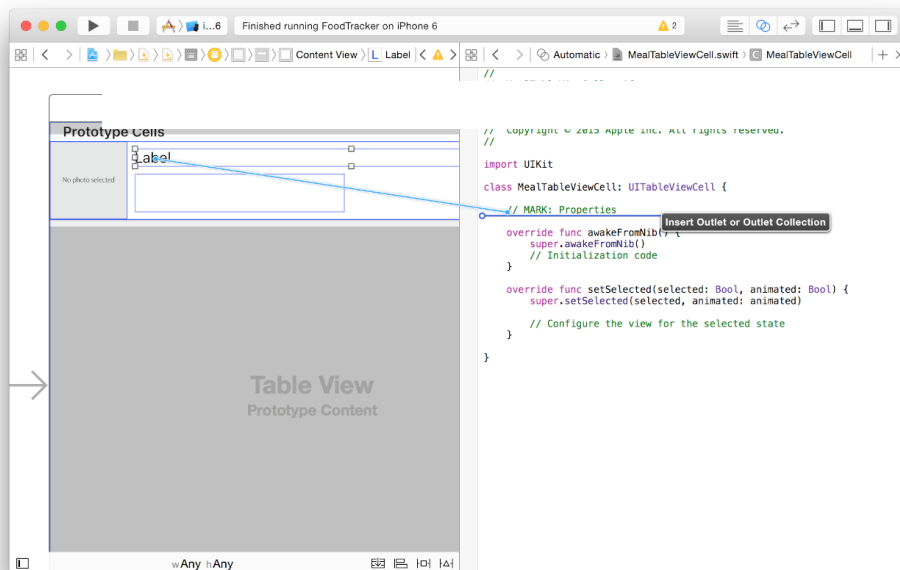 i...6
Finished running FoodTracker on iPhone 6
2
Content View
L Label
Automatic
MealTableViewCell.swift
C MealTableViewCell
Prototype Cells
No photo selected
Label
Table View
Prototype Content
wAny hAny
//
// Copyright © 2015 Apple Inc. All rights reserved.
//
import UIKit
class MealTableViewCell: UITableViewCell {
// MARK: Properties
Insert Outlet or Outlet Collection
override func awakeFromNib() {
super.awakeFromNib()
// Initialization code
}
override func setSelected(selected: Bool, animated: Bool) {
super.setSelected(selected, animated: animated)
// Configure the view for the selected state
}
}